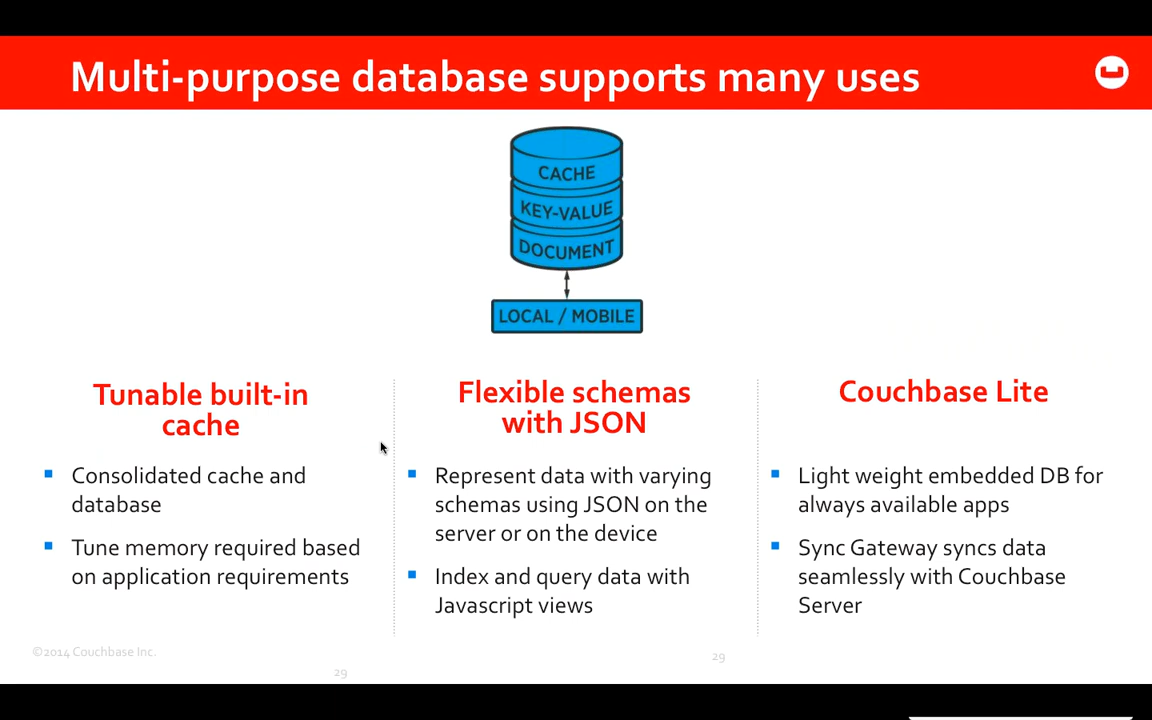 Multi-purpose database supports many uses
CACHE
KEY-VALUE
DOCUMENT
LOCAL / MOBILE
Tunable built-in
cache
Consolidated cache and
database
Tune memory required based
on application requirements
Flexible schemas
with JSON
Represent data with varying
schemas using JSON on the
server or on the device
Index and query data with
Javascript views
Couchbase Lite
Light weight embedded DB for
always available apps
Sync Gateway syncs data
seamlessly with Couchbase
Server
©2014 Couchbase Inc.
29
29